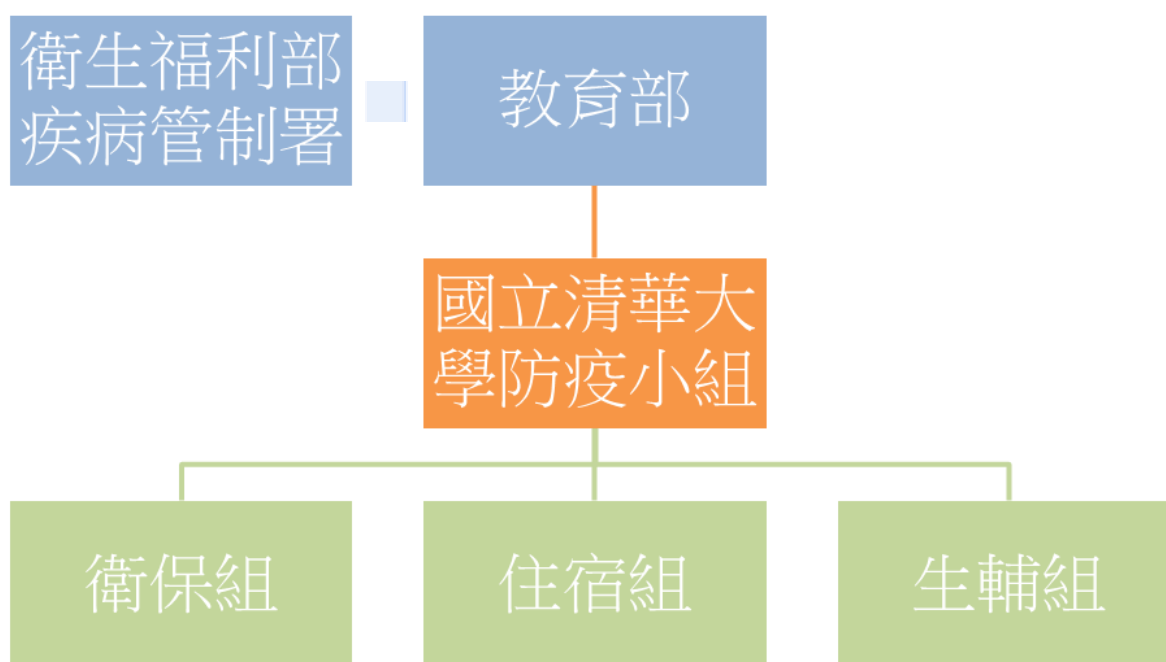 衛生福利部
疾病管制署
教育部
國立清華大
學防疫小組
衛保組
住宿組
生輔組